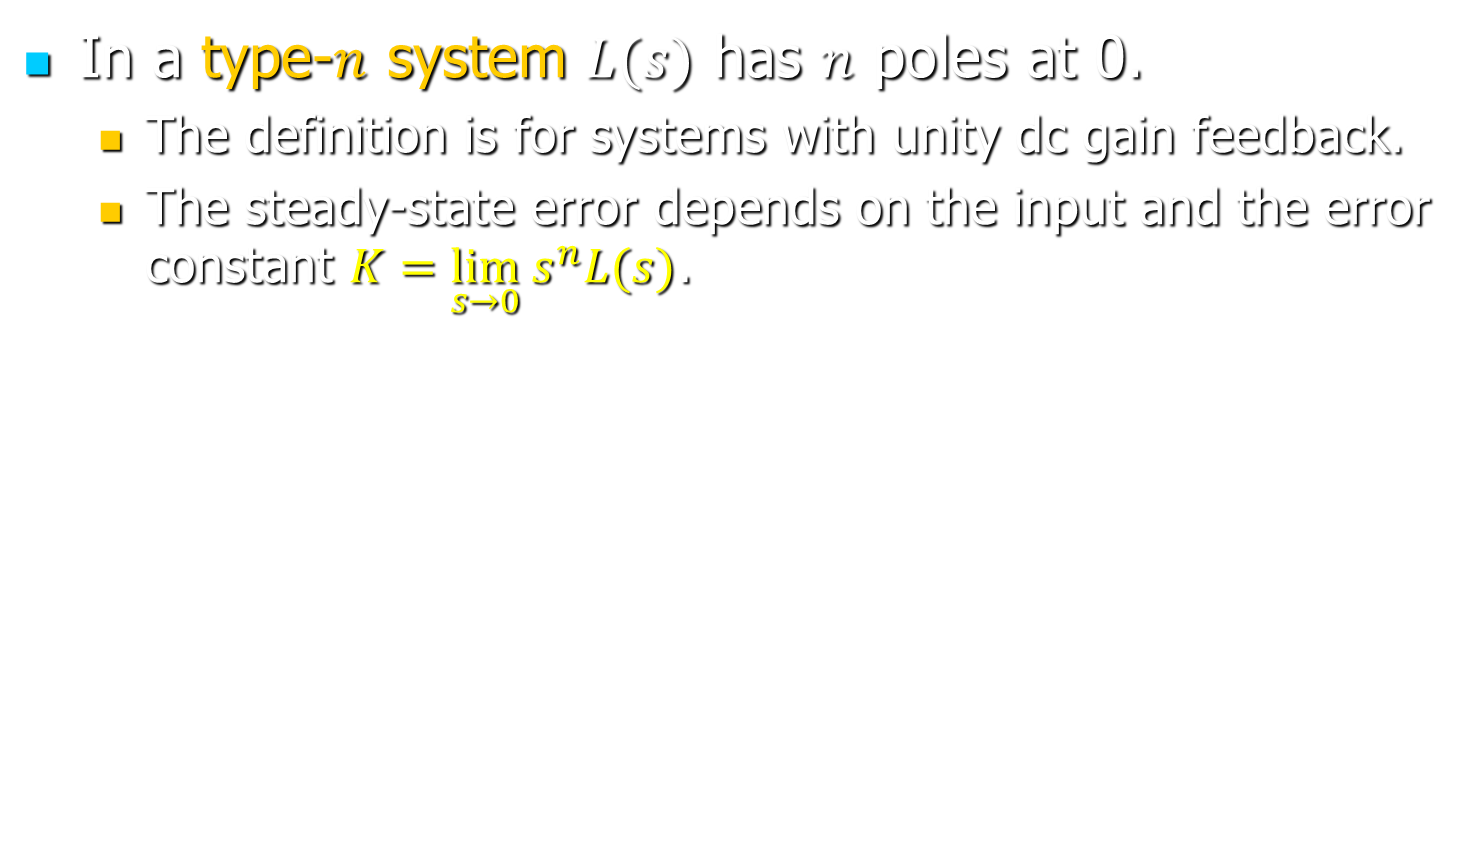 In a type-𝑛 system 𝐿(𝑠) has 𝑛 poles at 0.
The definition is for systems with unity dc gain feedback.
The steady-state error depends on the input and the error
constant 𝐾 = lim 𝑠ⁿ𝐿(𝑠).
𝑠→0